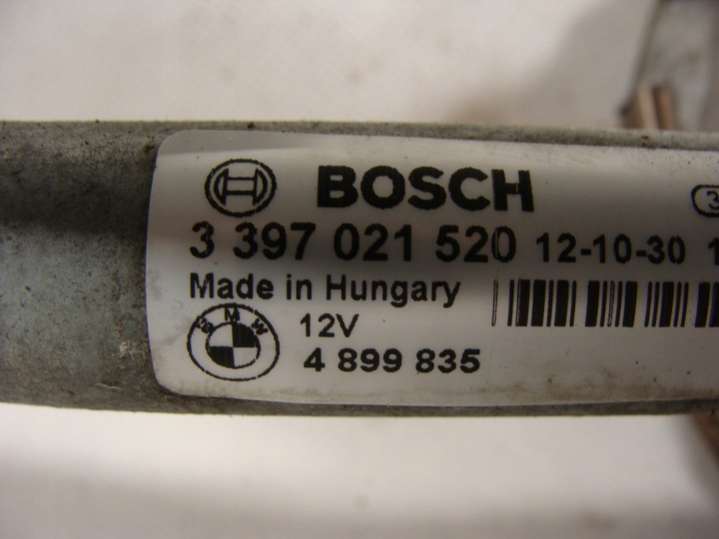 BOSCH
3 397 021 520 12-10-30
Made in Hungary
BMW 12V
4 899 835